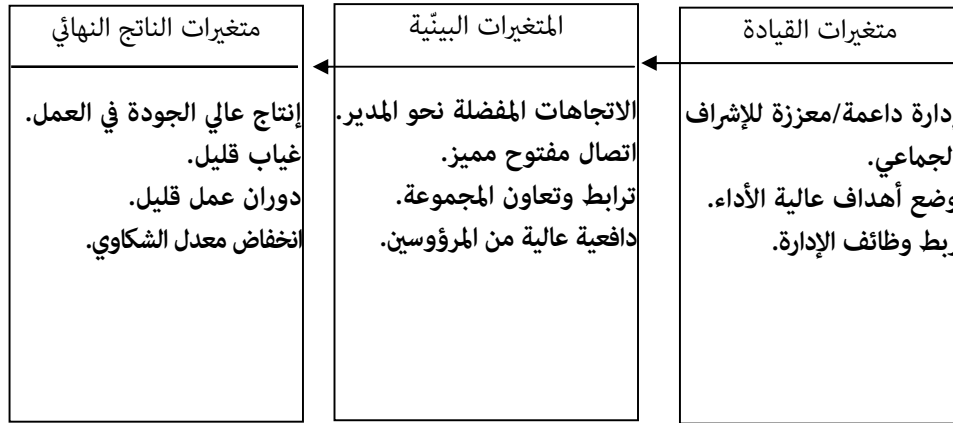 متغيرات القيادة
دارة داعمة/معززة للإشراف
لجماعي.
وضع أهداف عالية الأداء.
ربط وظائف الإدارة.
المتغيرات البينّية
الاتجاهات المفضلة نحو المدير.
اتصال مفتوح مميز.
ترابط وتعاون المجموعة.
دافعية عالية من المرؤوسين.
متغيرات الناتج النهائي
إنتاج عالي الجودة في العمل.
غياب قليل.
دوران عمل قليل.
انخفاض معدل الشكاوي.